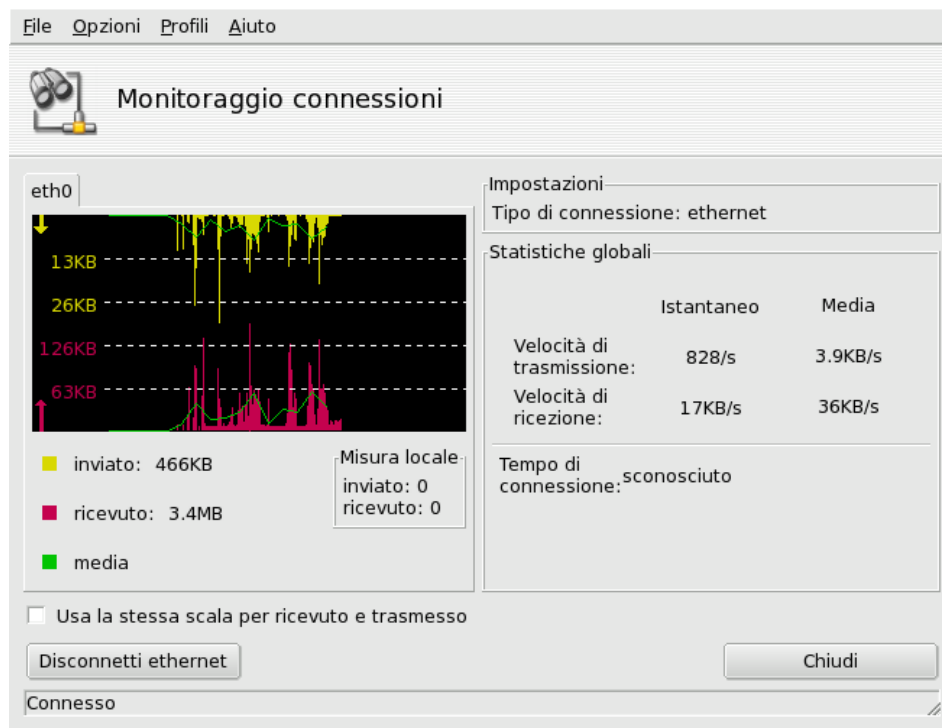 File Opzioni Profili Aiuto
Monitoraggio connessioni
eth0
13KB
26KB
126KB
63KB
inviato: 466KB
ricevuto: 3.4MB
media
Misura locale
inviato: 0
ricevuto: 0
Impostazioni
Tipo di connessione: ethernet
Statistiche globali
Istantaneo Media
Velocità di
trasmissione: 828/s 3.9KB/s
Velocità di
ricezione: 17KB/s 36KB/s
Tempo di
connessione: sconosciuto
Usa la stessa scala per ricevuto e trasmesso
Disconnetti ethernet Chiudi
Connesso